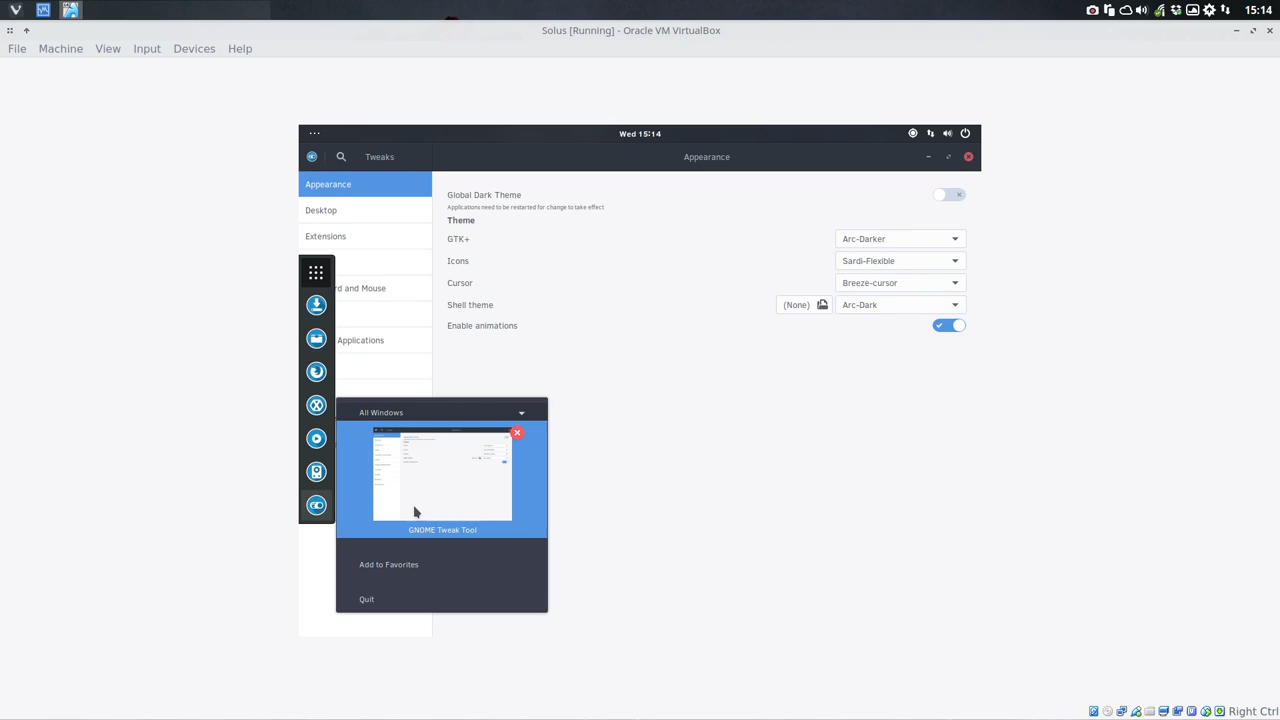 15:14
Solus [Running] - Oracle VM VirtualBox
File Machine View Input Devices Help
Wed 15:14
Tweaks
Appearance
Appearance
Desktop
Extensions
rd and Mouse
Applications
Global Dark Theme
Applications need to be restarted for change to take effect
Theme
GTK+ Arc-Darker
Icons Sardi-Flexible
Cursor Breeze-cursor
Shell theme (None) Arc-Dark
Enable animations
All Windows
GNOME Tweak Tool
Add to Favorites
Quit
Right Ctrl